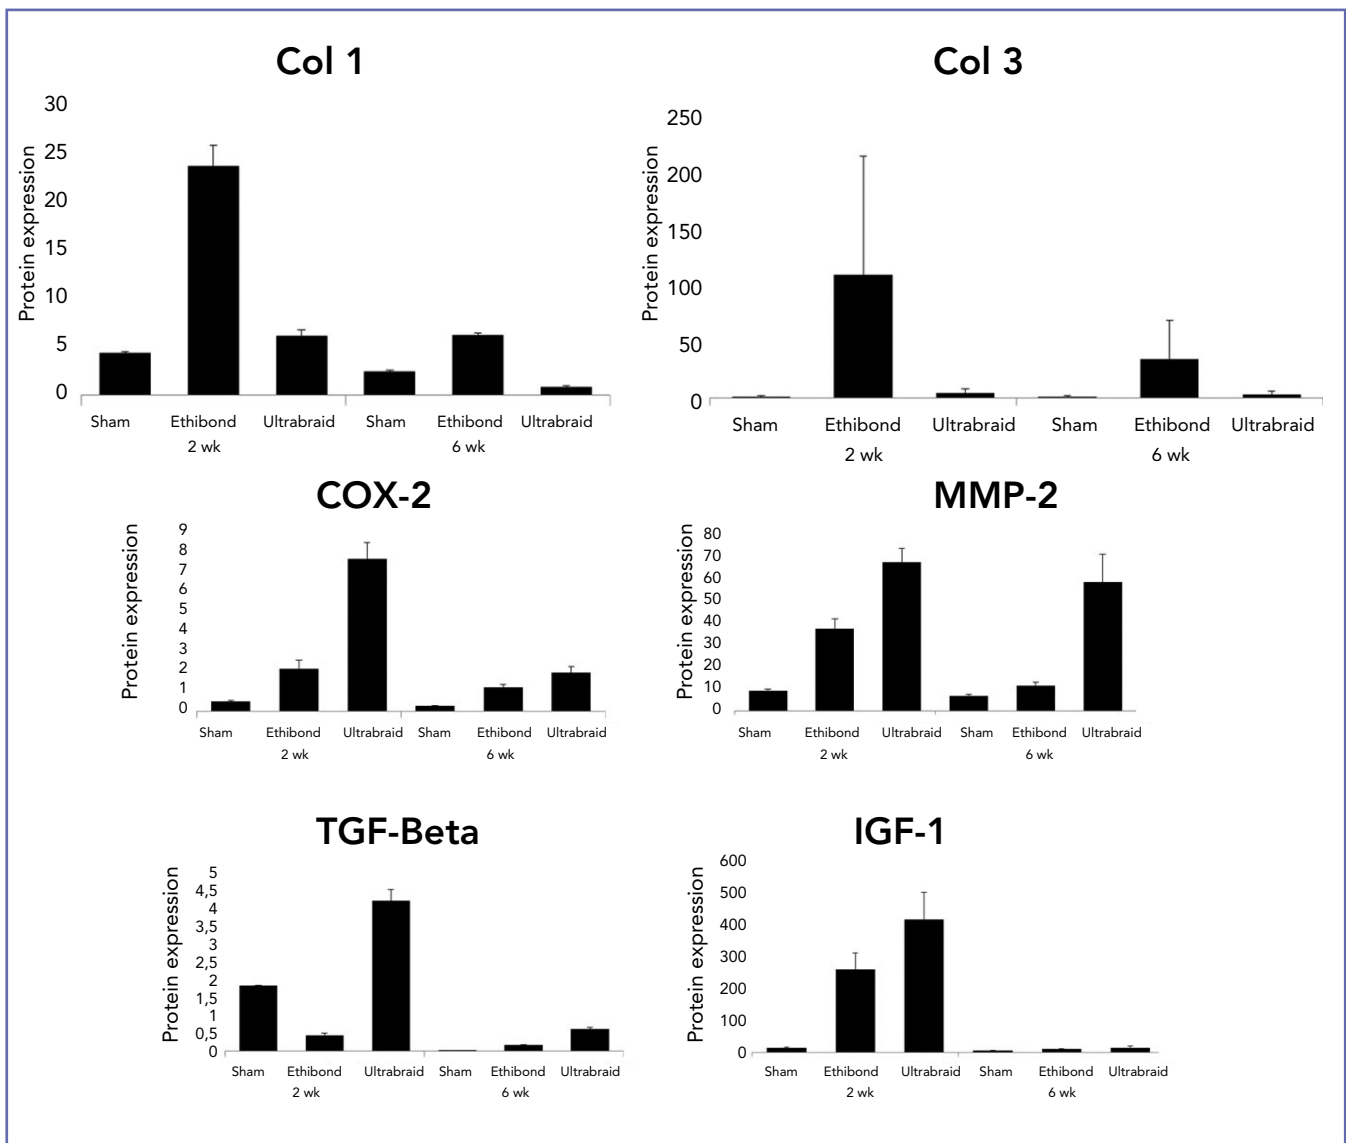 Col 1
Protein expression
30
25
20
15
10
5
0
Sham Ethibond Ultrabraid Sham Ethibond Ultrabraid
2 wk 6 wk
Col 3
Protein expression
250
200
150
100
50
0
Sham Ethibond Ultrabraid Sham Ethibond Ultrabraid
2 wk 6 wk
COX-2
Protein expression
9
8
7
6
5
4
3
2
1
0
Sham Ethibond Ultrabraid Sham Ethibond Ultrabraid
2 wk 6 wk
MMP-2
Protein expression
80
70
60
50
40
30
20
10
0
Sham Ethibond Ultrabraid Sham Ethibond Ultrabraid
2 wk 6 wk
TGF-Beta
Protein expression
5
4,5
4
3,5
3
2,5
2
1,5
1
0,5
0
Sham Ethibond Ultrabraid Sham Ethibond Ultrabraid
2 wk 6 wk
IGF-1
Protein expression
600
500
400
300
200
100
0
Sham Ethibond Ultrabraid Sham Ethibond Ultrabraid
2 wk 6 wk